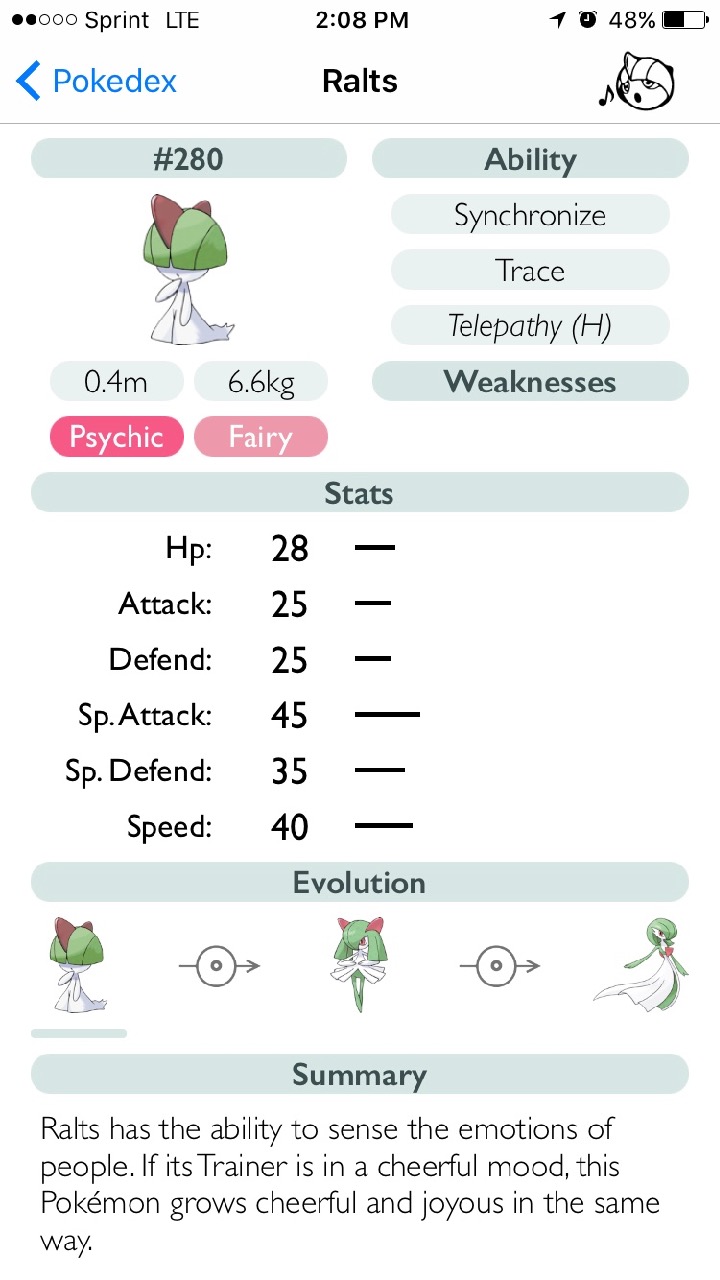 Sprint LTE 2:08 PM 48%
Pokedex Ralts
#280 Ability
Synchronize
Trace
Telepathy (H)
0.4m 6.6kg Weaknesses
Psychic Fairy
Stats
Hp: 28
Attack: 25
Defend: 25
Sp. Attack: 45
Sp. Defend: 35
Speed: 40
Evolution
Summary
Ralts has the ability to sense the emotions of
people. If its Trainer is in a cheerful mood, this
Pokémon grows cheerful and joyous in the same
way.